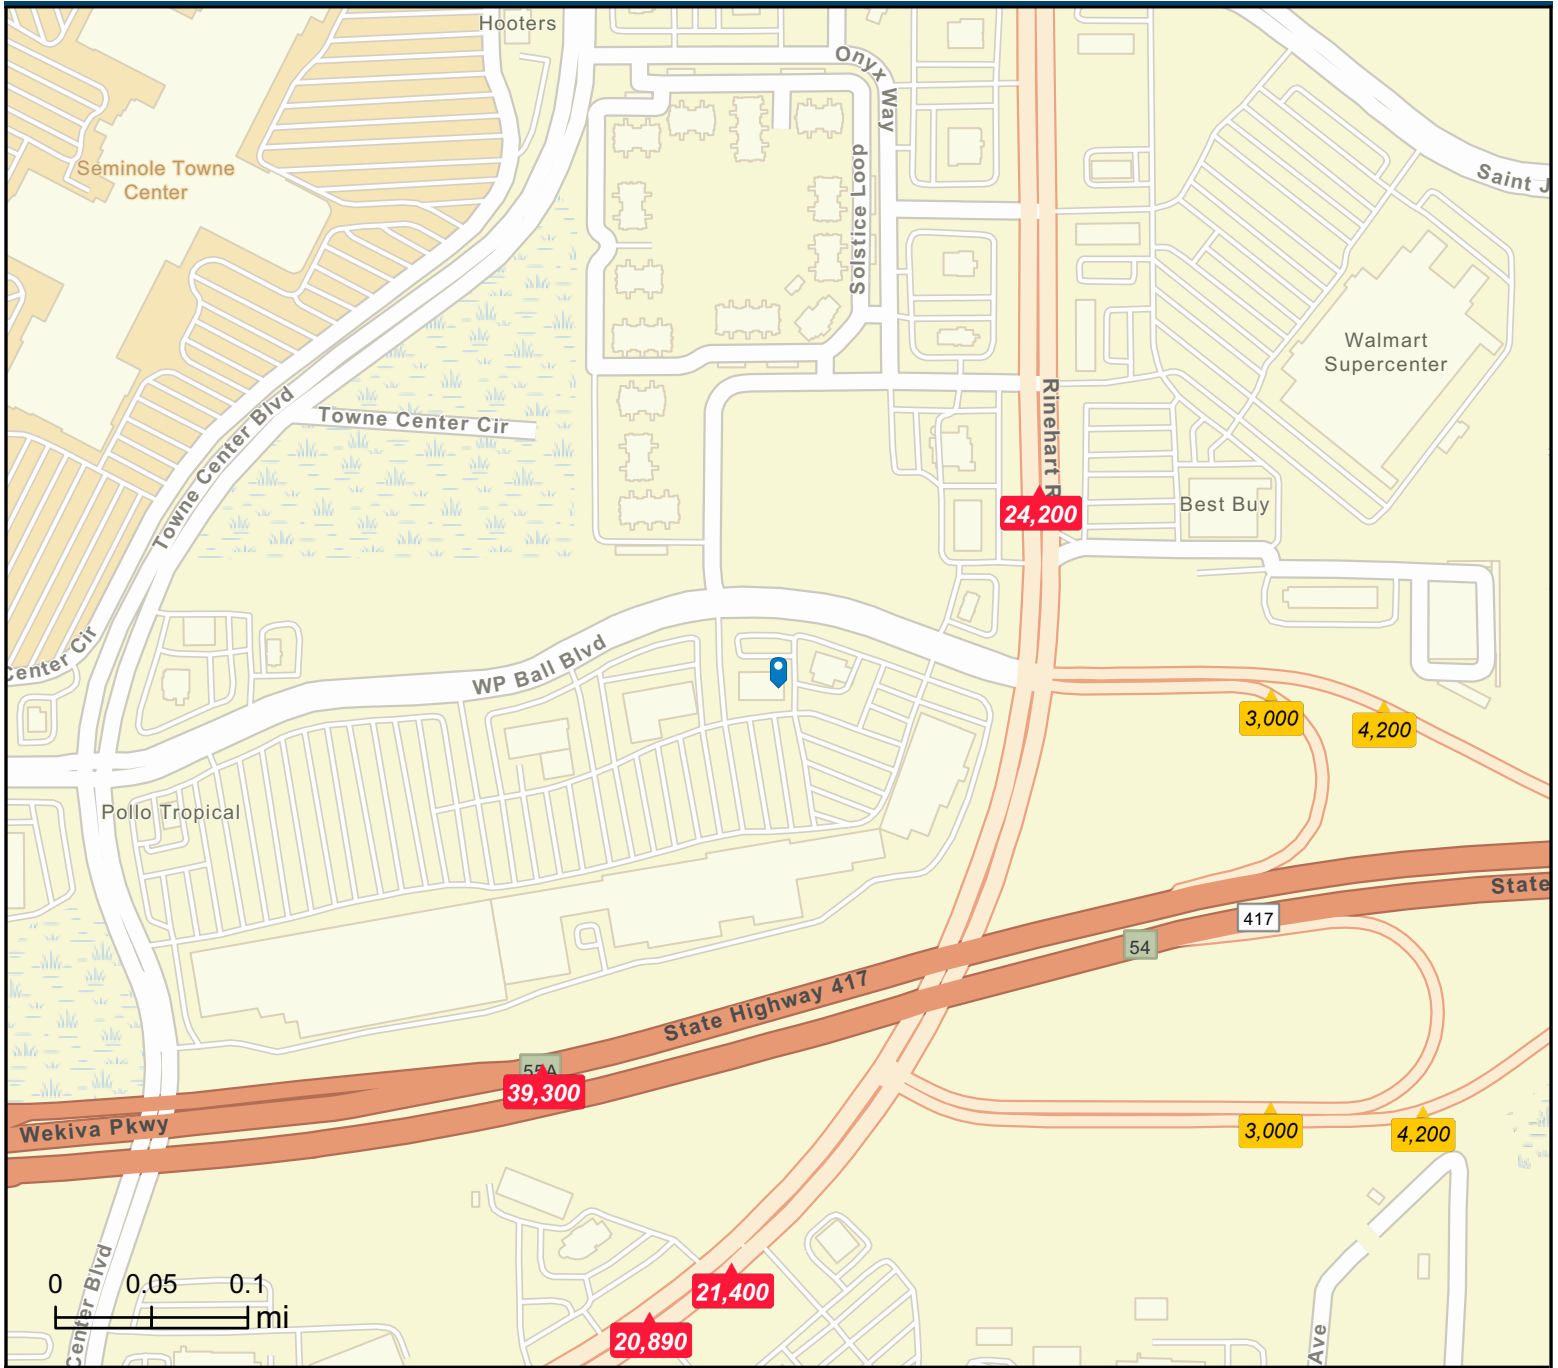 Hooters
Onyx Way
Seminole Towne
Center
Solstice Loop
Saint J
Walmart
Supercenter
Towne Center Blvd
Towne Center Cir
Rinehart R
24,200
Best Buy
Center Cir
WP Ball Blvd
3,000
4,200
Pollo Tropical
State
417
54
State Highway 417
55A
39,300
Wekiva Pkwy
3,000
4,200
Center Blvd
0 0.05 0.1
mi
21,400
20,890
Ave